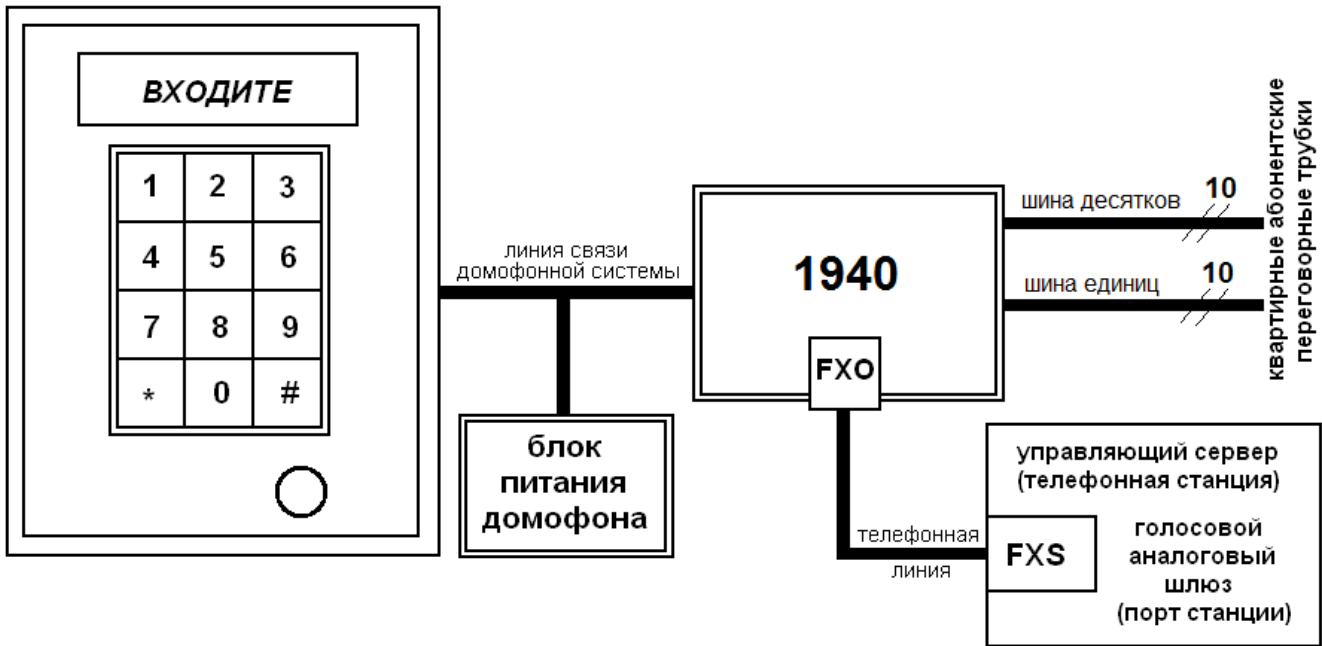 ВХОДИТЕ
1 2 3
4 5 6
7 8 9
* 0 #
линия связи
домофонной системы
блок
питания
домофона
1940
FXO
шина десятков
10
шина единиц
10
квартирные абонентские
переговорные трубки
телефонная
линия
управляющий сервер
(телефонная станция)
FXS
голосовой
аналоговый
шлюз
(порт станции)